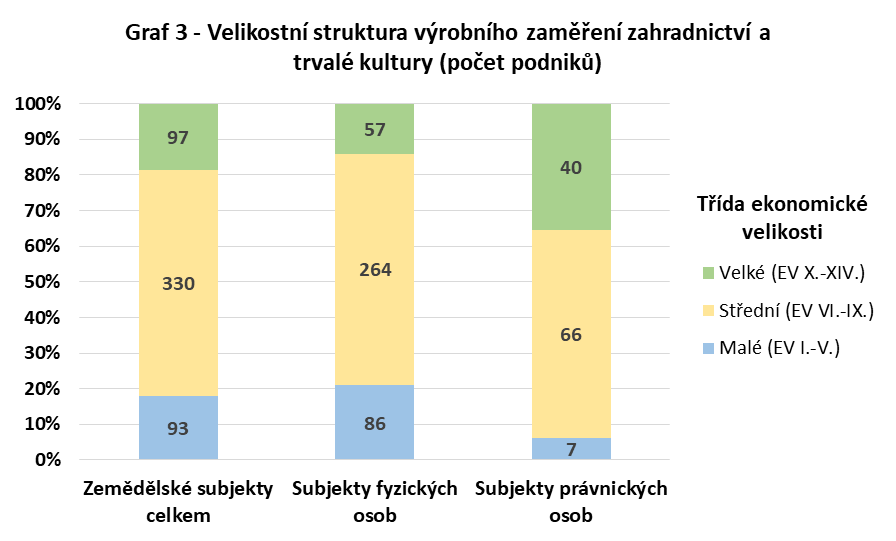 Graf 3 - Velikostní struktura výrobního zaměření zahradnictví a
trvalé kultury (počet podniků)
100%
90%
80%
70%
60%
50%
40%
30%
20%
10%
0%
97
57
40
330
264
66
93
86
7
Zemědělské subjekty
celkem
Subjekty fyzických
osob
Subjekty právnických
osob
Třída ekonomické
velikosti
Velké (EV X.-XIV.)
Střední (EV VI.-IX.)
Malé (EV I.-V.)